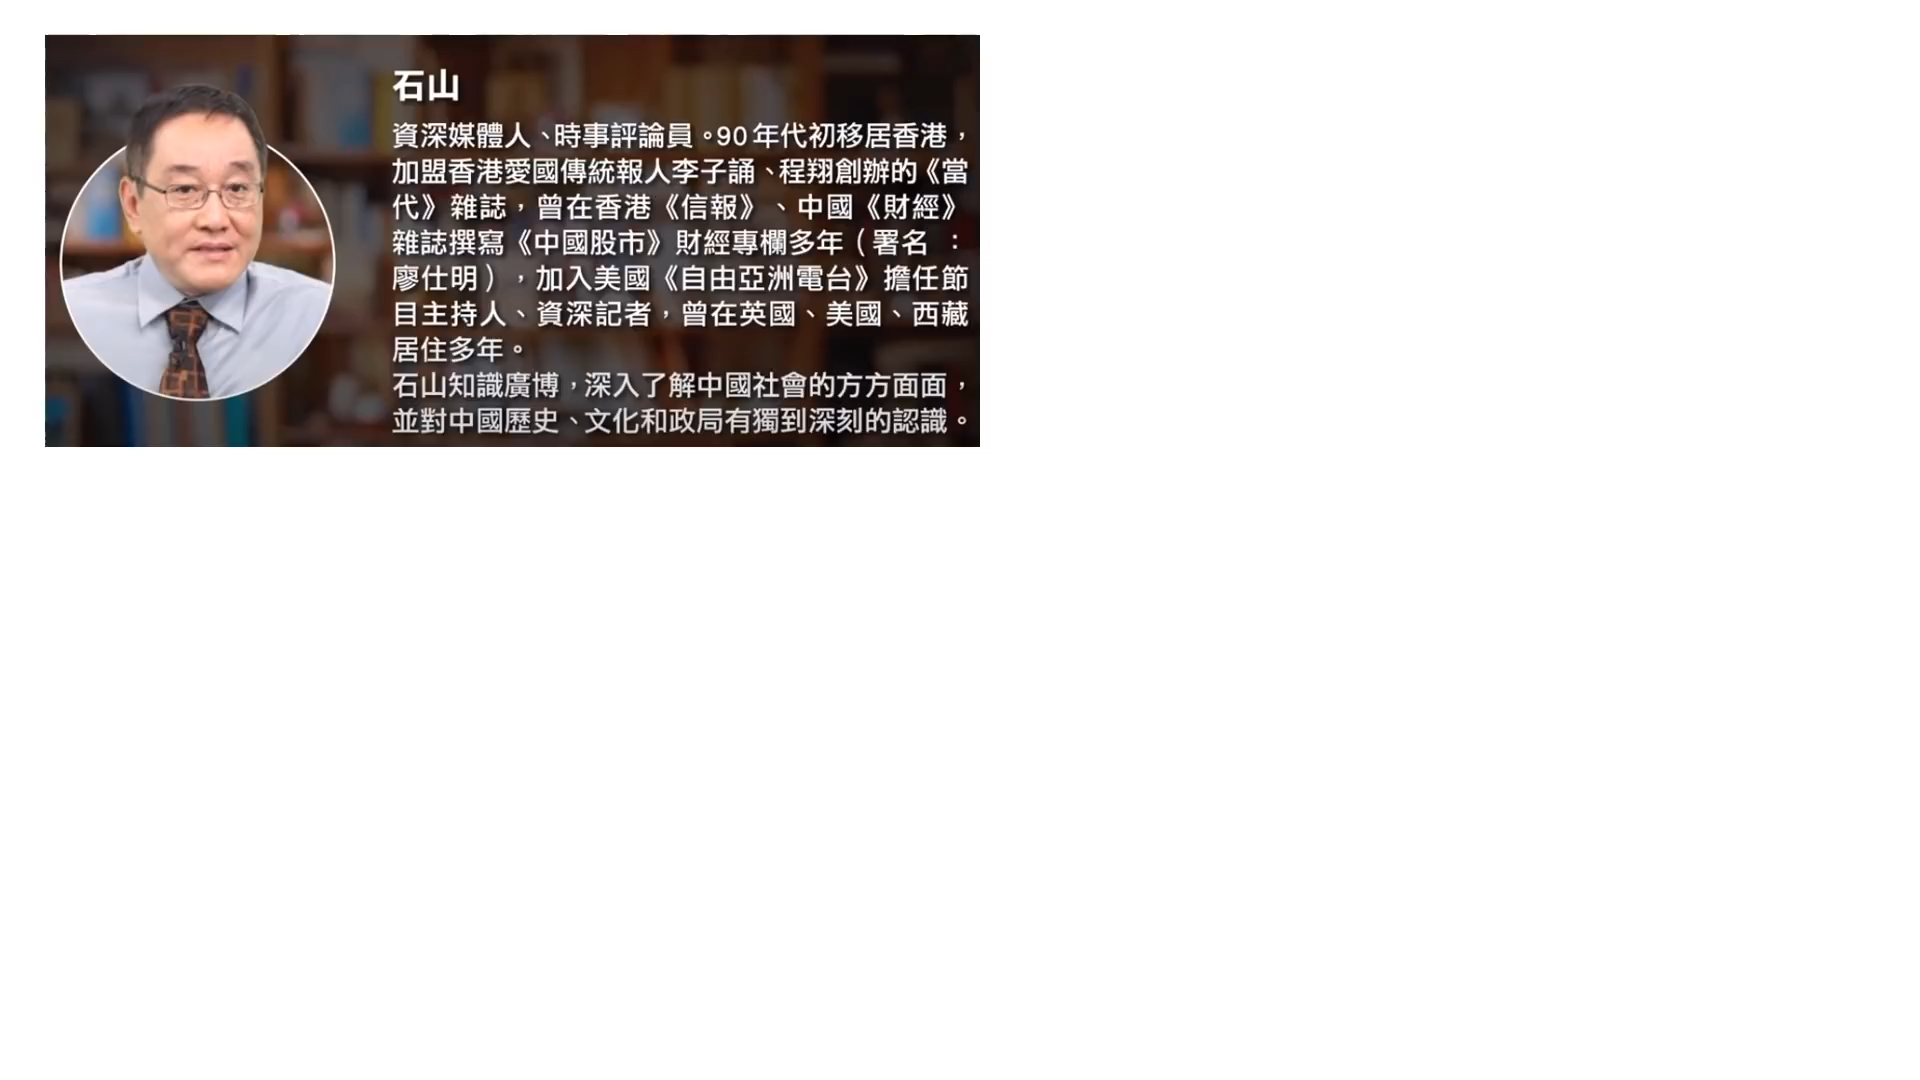 石山
資深媒體人、時事評論員。90年代初移居香港，
加盟香港愛國傳統報人李子誦、程翔創辦的《當
代》雜誌，曾在香港《信報》、中國《財經》
雜誌撰寫《中國股市》財經專欄多年（署名：
廖仕明），加入美國《自由亞洲電台》擔任節
目主持人、資深記者，曾在英國、美國、西藏
居住多年。
石山知識廣博，深入了解中國社會的方方面面，
並對中國歷史、文化和政局有獨到深刻的認識。